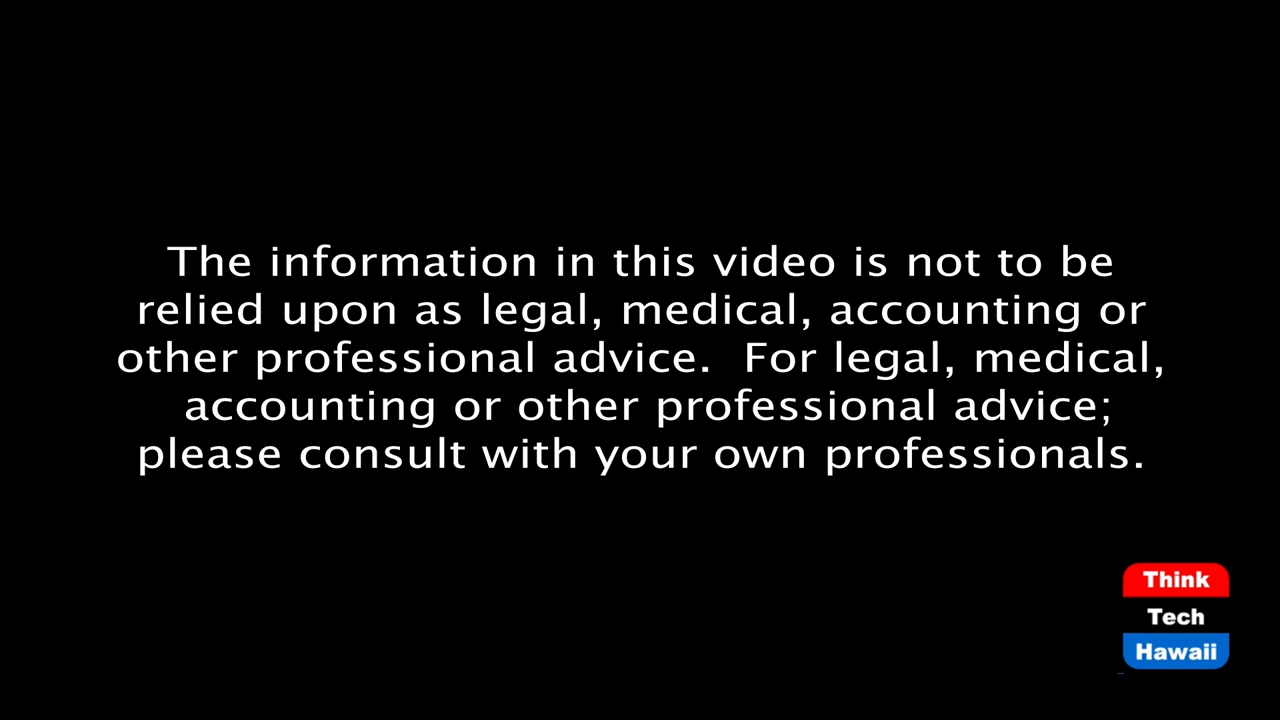 The information in this video is not to be
relied upon as legal, medical, accounting or
other professional advice.  For legal, medical,
accounting or other professional advice;
please consult with your own professionals.
Think
Tech
Hawaii